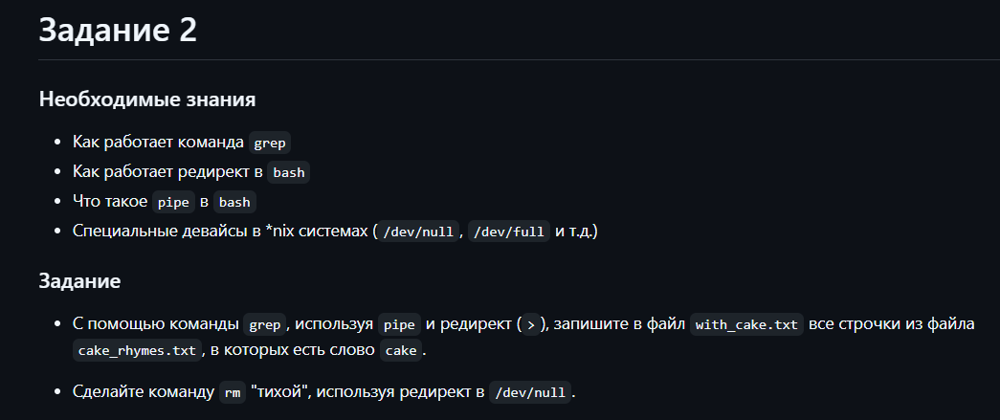 Задание 2
Необходимые знания
• Как работает команда grep
• Как работает редирект в bash
• Что такое pipe в bash
• Специальные девайсы в *nix системах ( /dev/null , /dev/full и т.д.)
Задание
• С помощью команды grep , используя pipe и редирект ( > ), запишите в файл with_cake.txt все строчки из файла
cake_rhymes.txt , в которых есть слово cake .
• Сделайте команду rm "тихой", используя редирект в /dev/null .